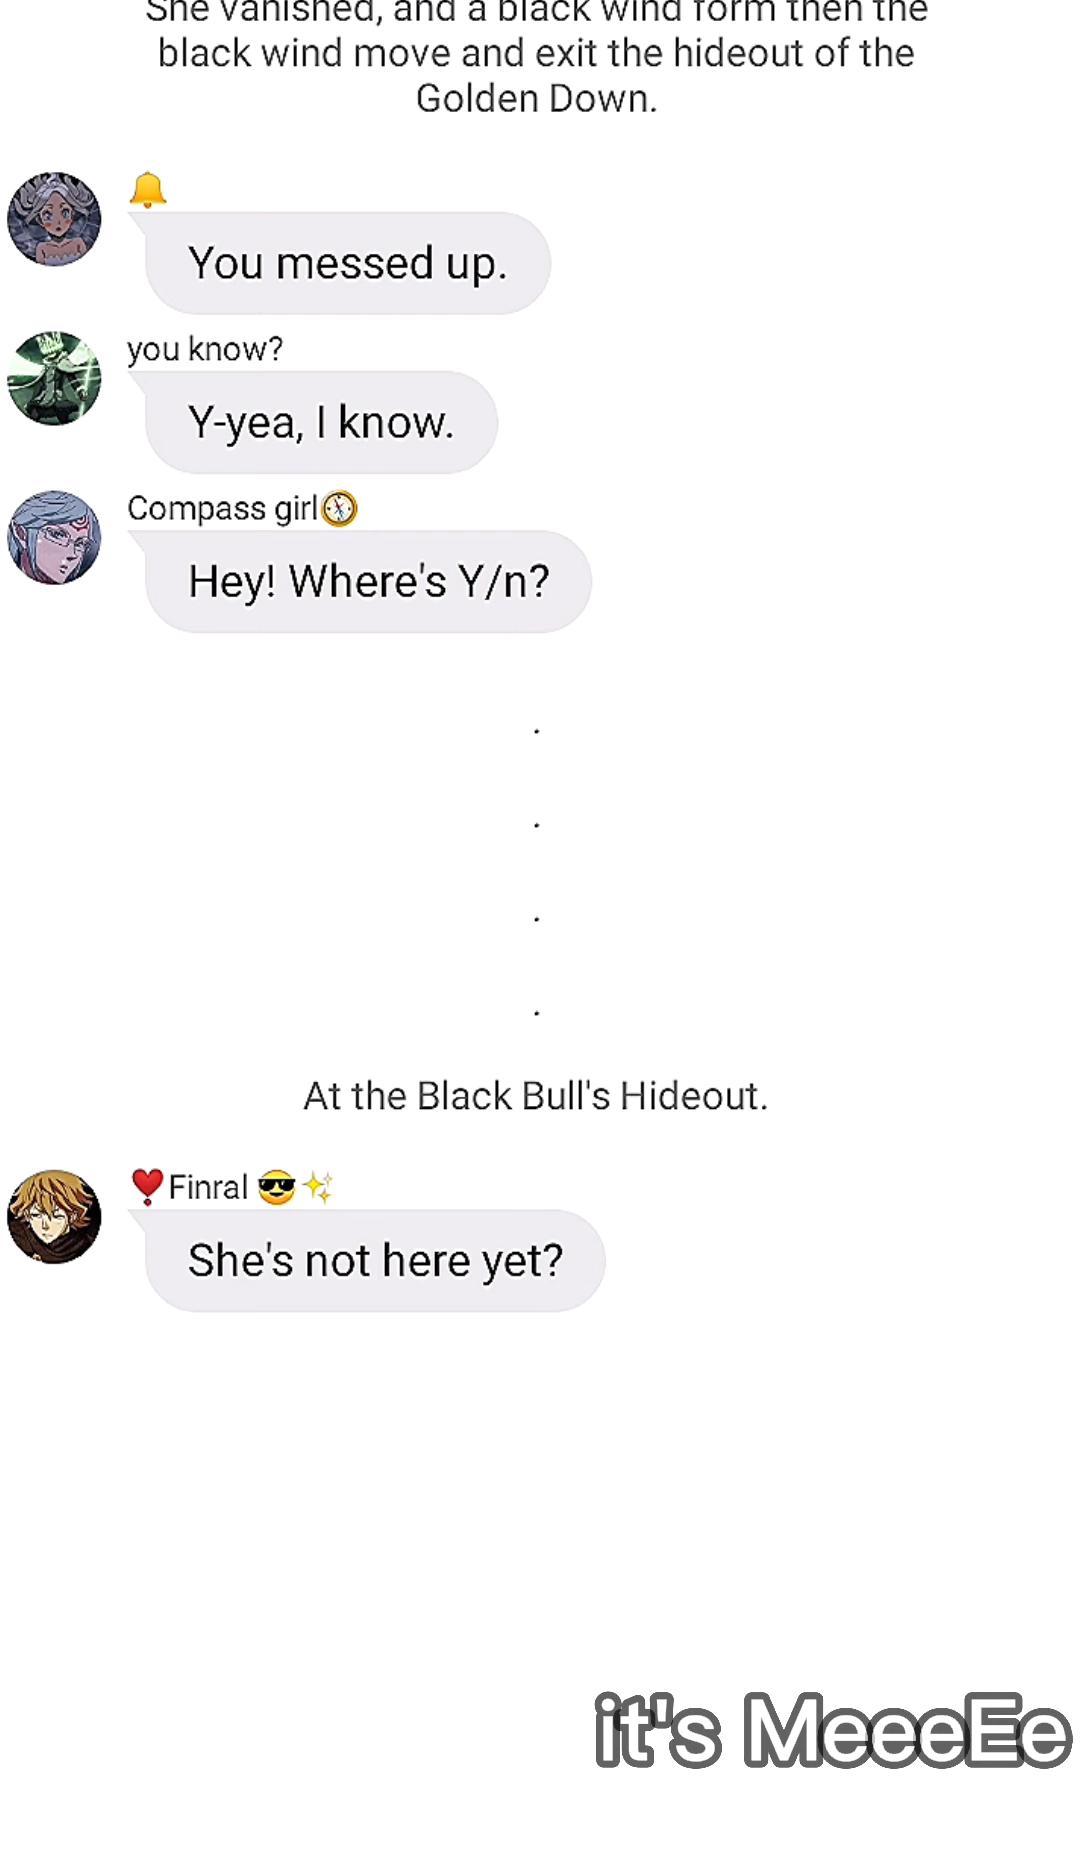 She vanished, and a black wind form then the
black wind move and exit the hideout of the
Golden Down.
🔔
You messed up.
you know?
Y-yea, I know.
Compass girl🧭
Hey! Where's Y/n?
.
.
.
.
At the Black Bull's Hideout.
❣️Finral 😎✨
She's not here yet?
it's MeeeEe